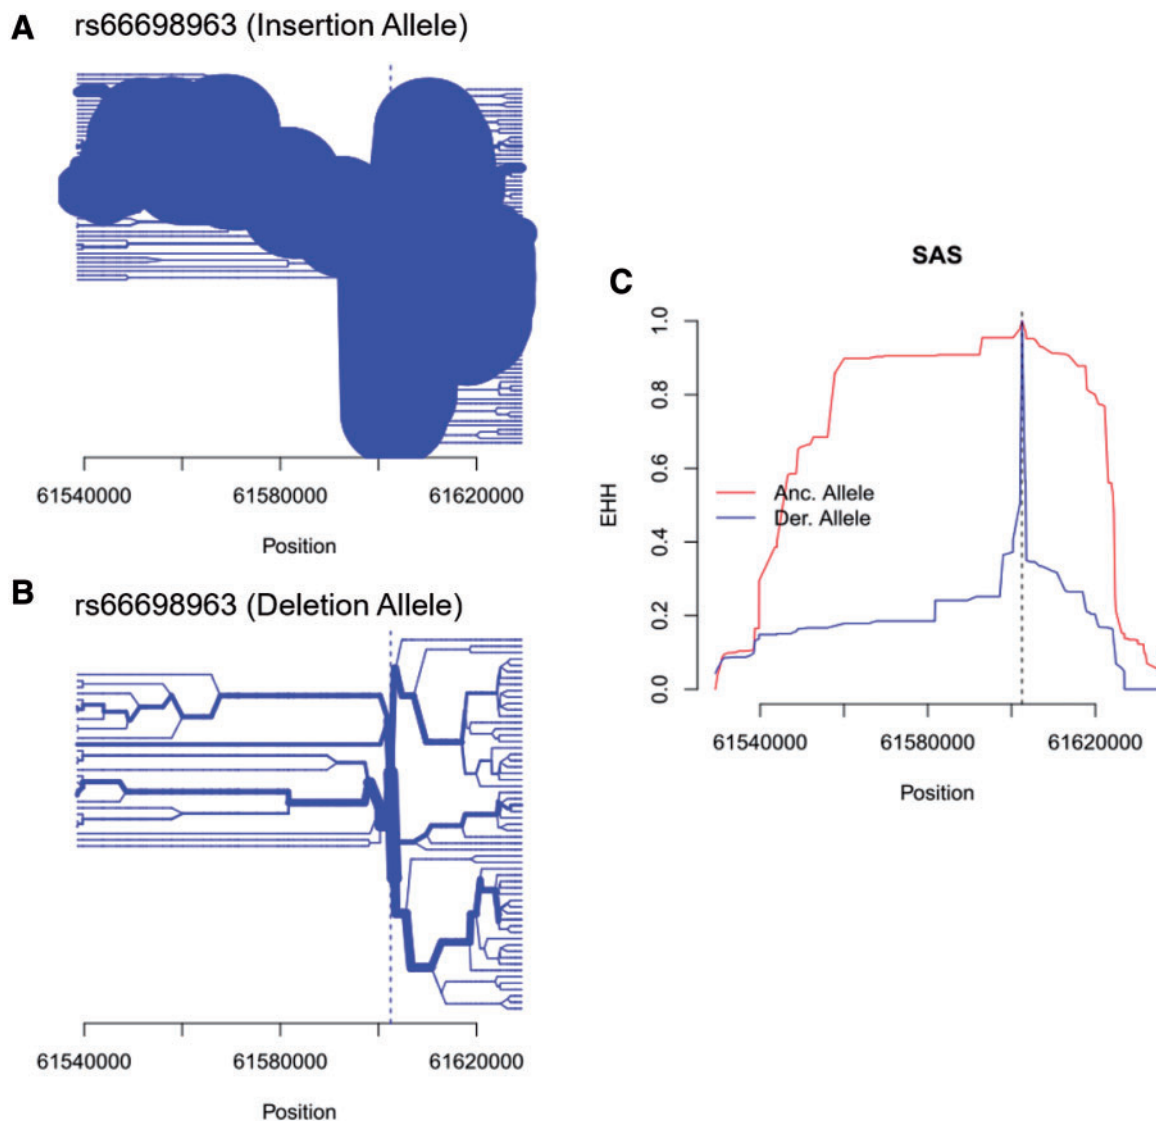 A rs66698963 (Insertion Allele)
61540000 61580000 61620000
Position
B rs66698963 (Deletion Allele)
61540000 61580000 61620000
Position
C SAS
1.0
0.8
0.6
0.4
0.2
0.0
EHH
Anc. Allele
Der. Allele
61540000 61580000 61620000
Position